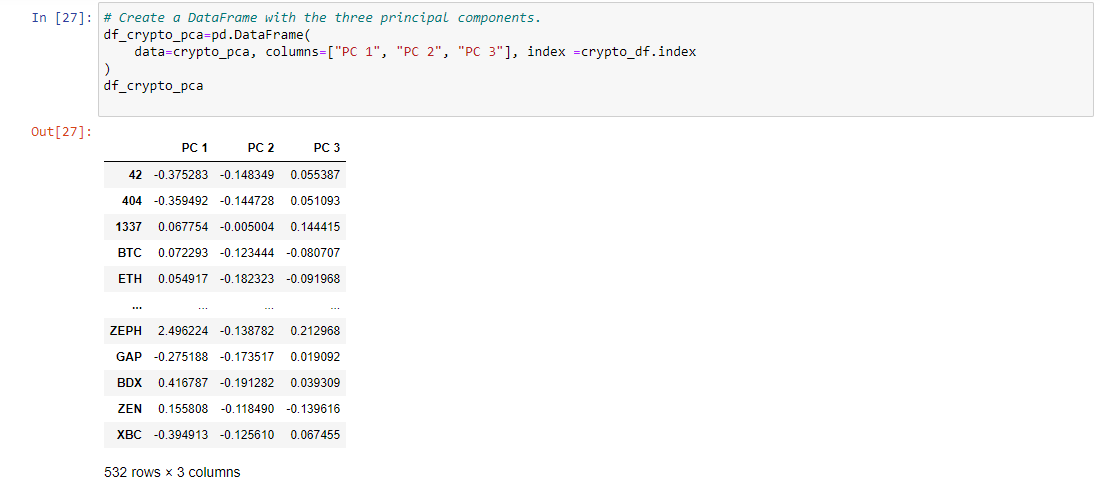 In [27]: # Create a DataFrame with the three principal components.
df_crypto_pca=pd.DataFrame(
    data=crypto_pca, columns=["PC 1", "PC 2", "PC 3"], index =crypto_df.index
)
df_crypto_pca
Out[27]:
PC 1 PC 2 PC 3
42 -0.375283 -0.148349 0.055387
404 -0.359492 -0.144728 0.051093
1337 0.067754 -0.005004 0.144415
BTC 0.072293 -0.123444 -0.080707
ETH 0.054917 -0.182323 -0.091968
... ... ... ...
ZEPH 2.496224 -0.138782 0.212968
GAP -0.275188 -0.173517 0.019092
BDX 0.416787 -0.191282 0.039309
ZEN 0.155808 -0.118490 -0.139616
XBC -0.394913 -0.125610 0.067455
532 rows × 3 columns